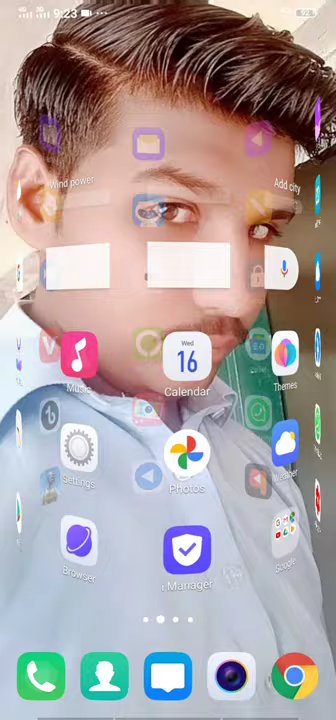 9:23
Wind power
Add city
Wed
16
Music
Calendar
Themes
Settings
Photos
Weather
Browser
i Manager
Google